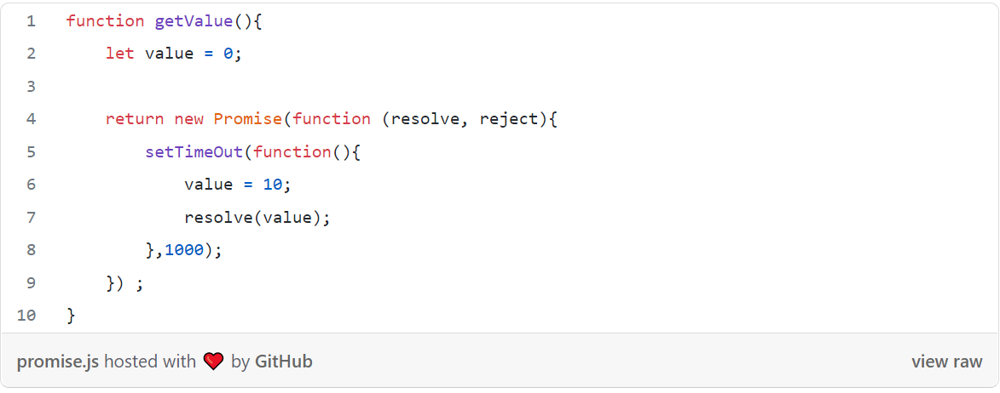 1 function getValue(){
2 let value = 0;
3
4 return new Promise(function (resolve, reject){
5 setTimeOut(function(){
6 value = 10;
7 resolve(value);
8 },1000);
9 }) ;
10 }
promise.js hosted with ❤ by GitHub view raw